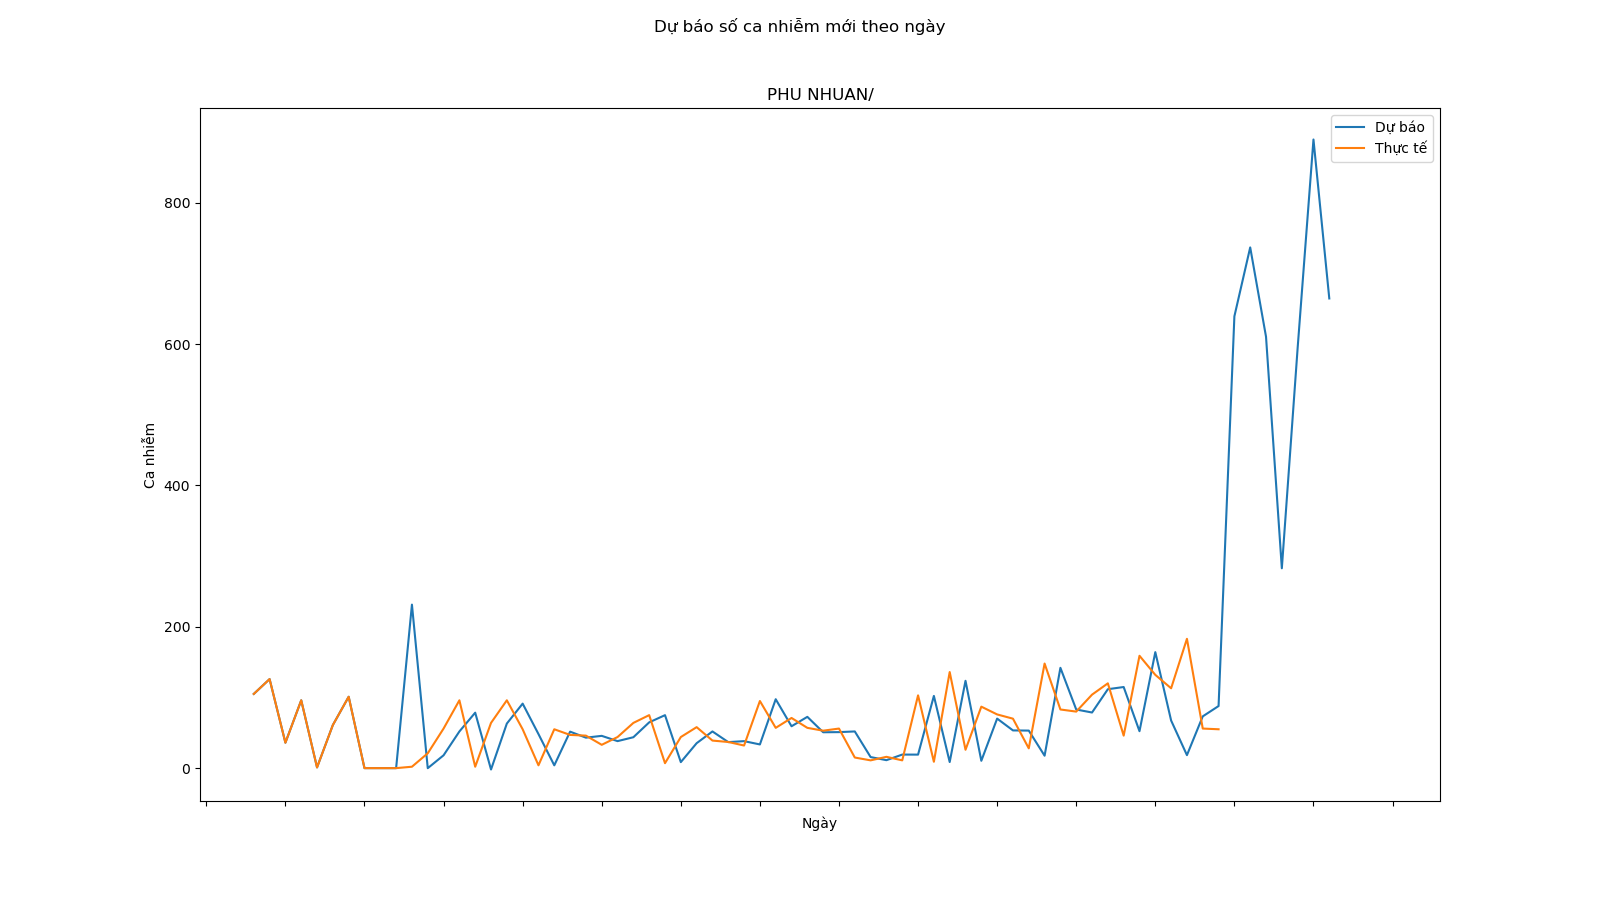 Dự báo số ca nhiễm mới theo ngày
PHU NHUAN/
Dự báo
Thực tế
800
600
400
200
0
Ca nhiễm
Ngày